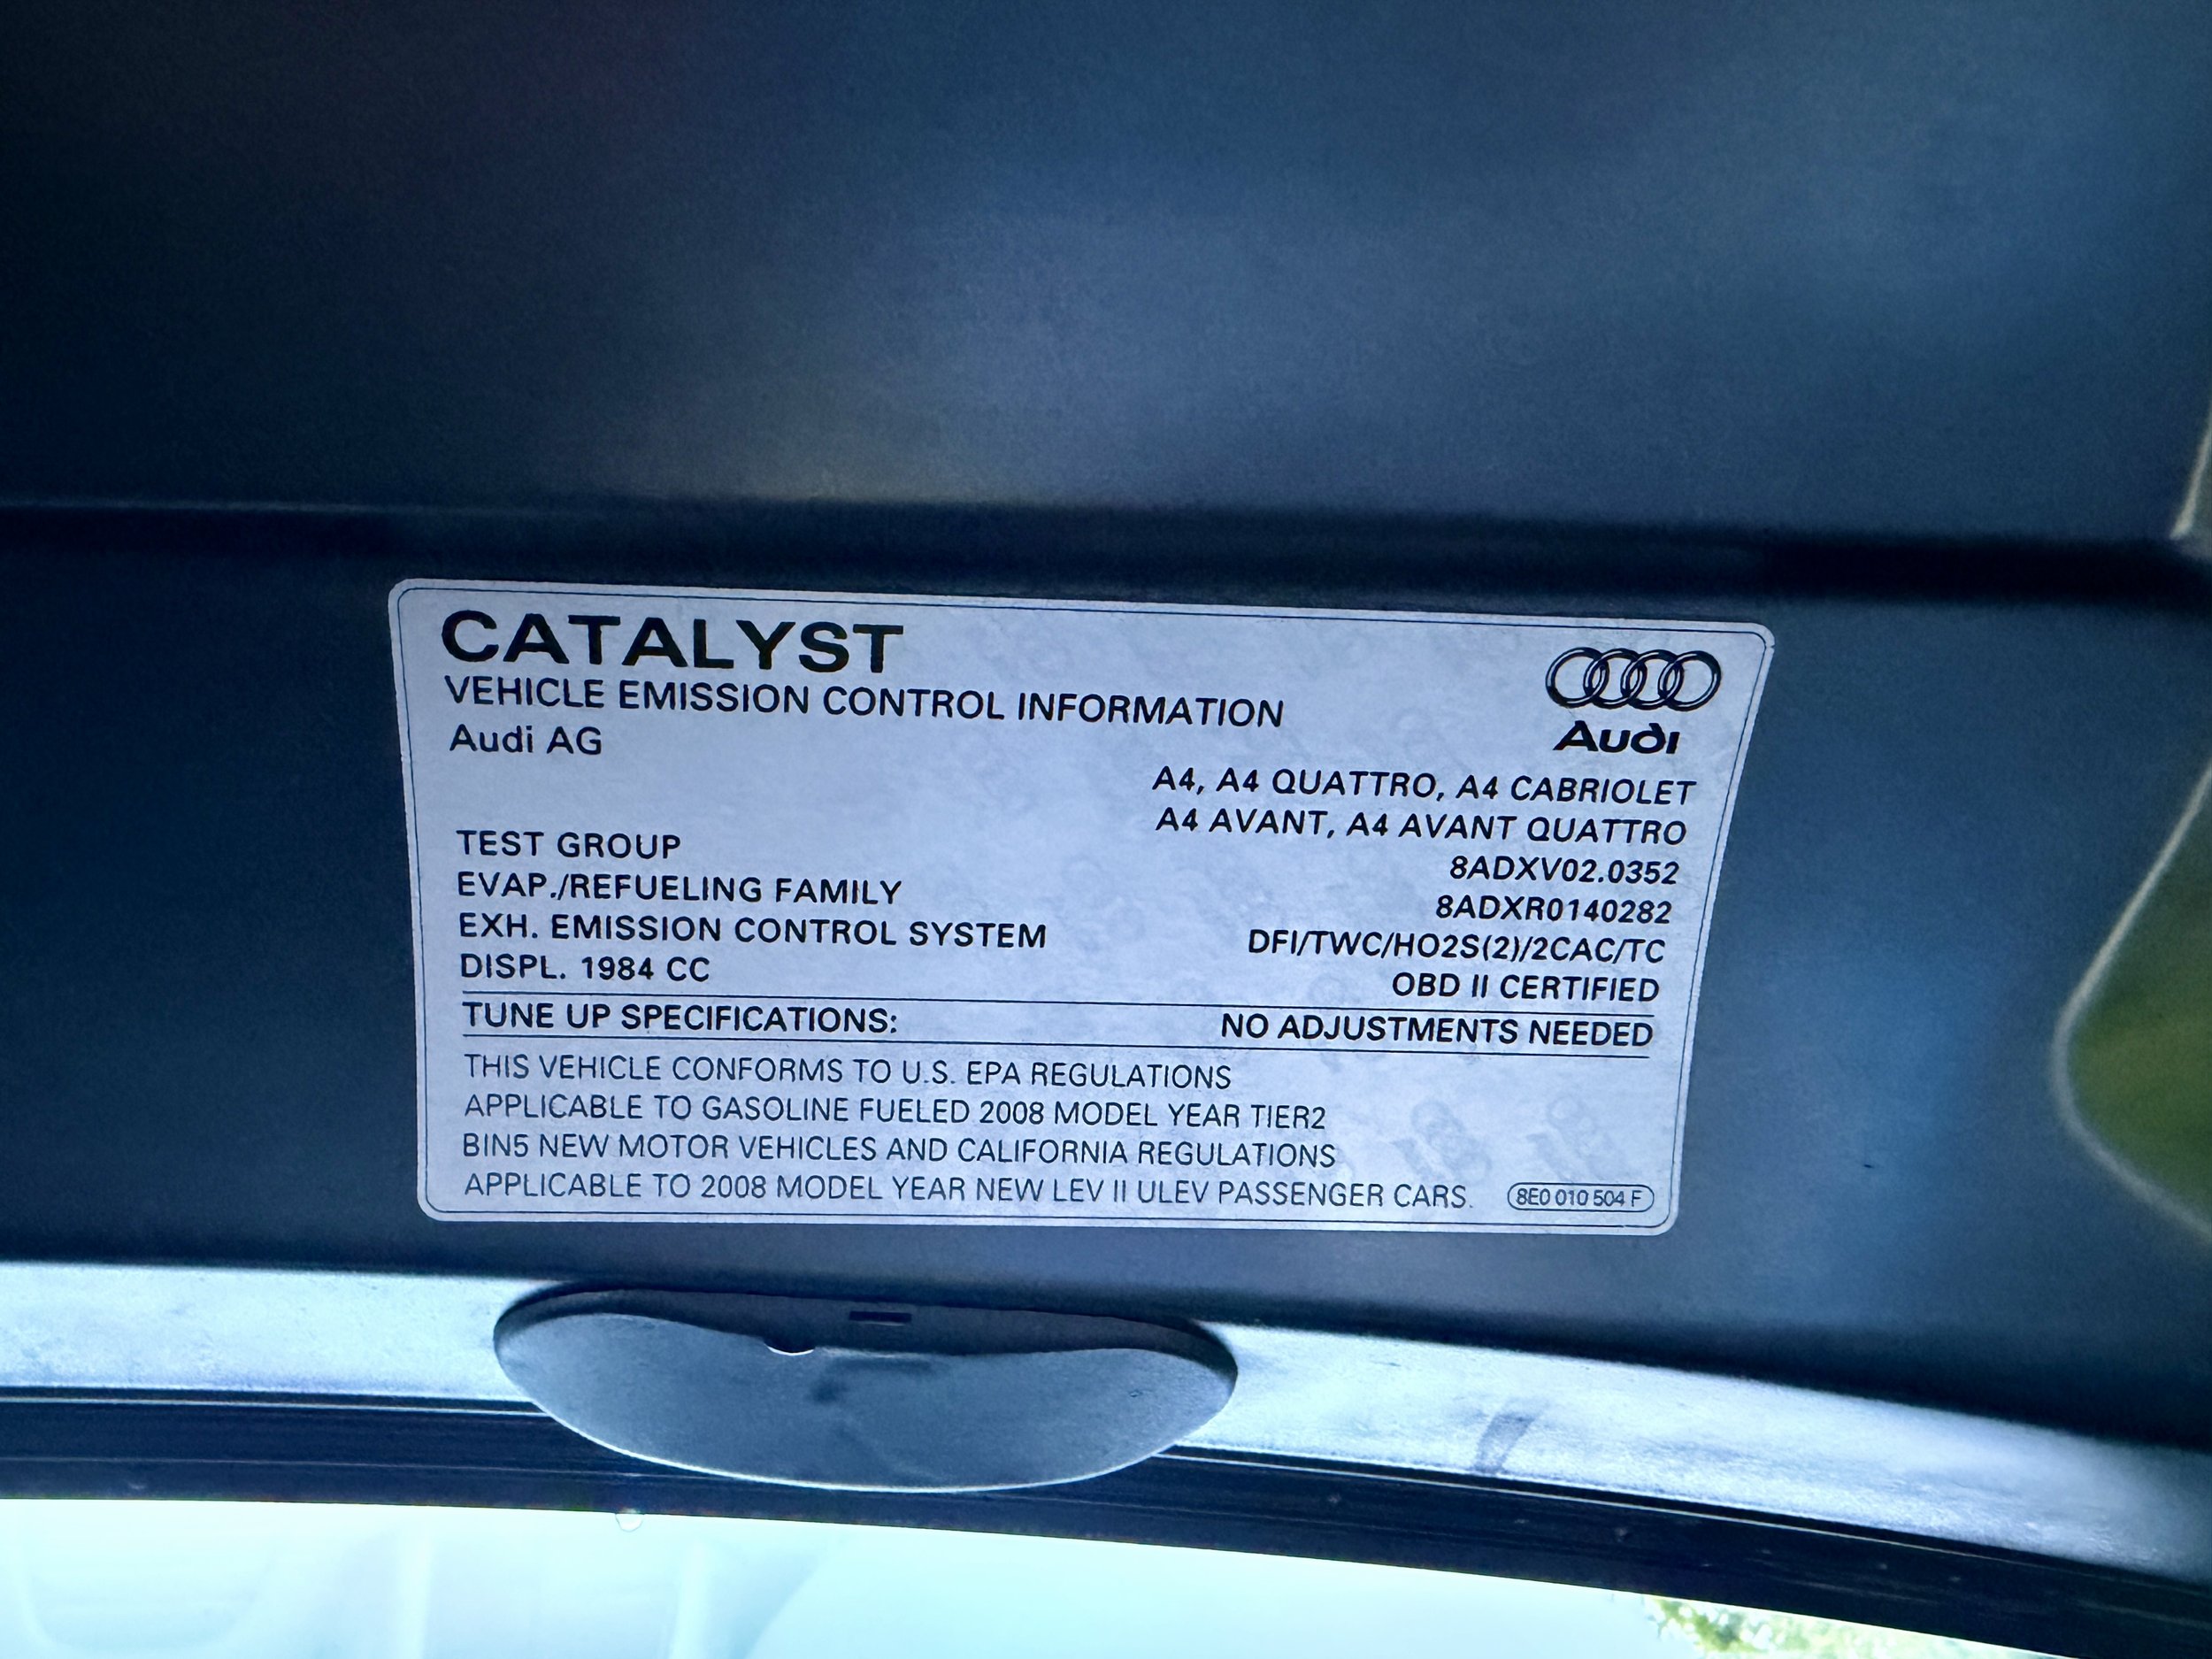 CATALYST
VEHICLE EMISSION CONTROL INFORMATION
Audi AG
Audi
A4, A4 QUATTRO, A4 CABRIOLET
A4 AVANT, A4 AVANT QUATTRO
TEST GROUP 8ADXV02.0352
EVAP./REFUELING FAMILY 8ADXR0140282
EXH. EMISSION CONTROL SYSTEM DFI/TWC/HO2S(2)/2CAC/TC
DISPL. 1984 CC OBD II CERTIFIED
TUNE UP SPECIFICATIONS: NO ADJUSTMENTS NEEDED
THIS VEHICLE CONFORMS TO U.S. EPA REGULATIONS
APPLICABLE TO GASOLINE FUELED 2008 MODEL YEAR TIER2
BIN5 NEW MOTOR VEHICLES AND CALIFORNIA REGULATIONS
APPLICABLE TO 2008 MODEL YEAR NEW LEV II ULEV PASSENGER CARS.
8E0 010 504 F